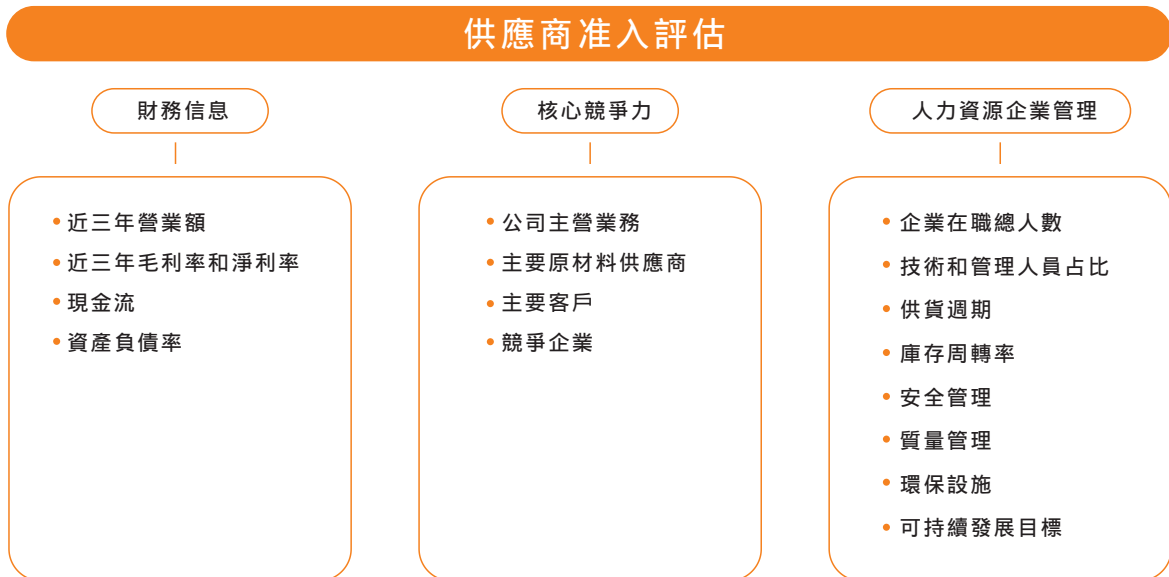 供應商准入評估
財務信息
近三年營業額
近三年毛利率和淨利率
現金流
資產負債率
核心競爭力
公司主營業務
主要原材料供應商
主要客戶
競爭企業
人力資源企業管理
企業在職總人數
技術和管理人員占比
供貨週期
庫存周轉率
安全管理
質量管理
環保設施
可持續發展目標